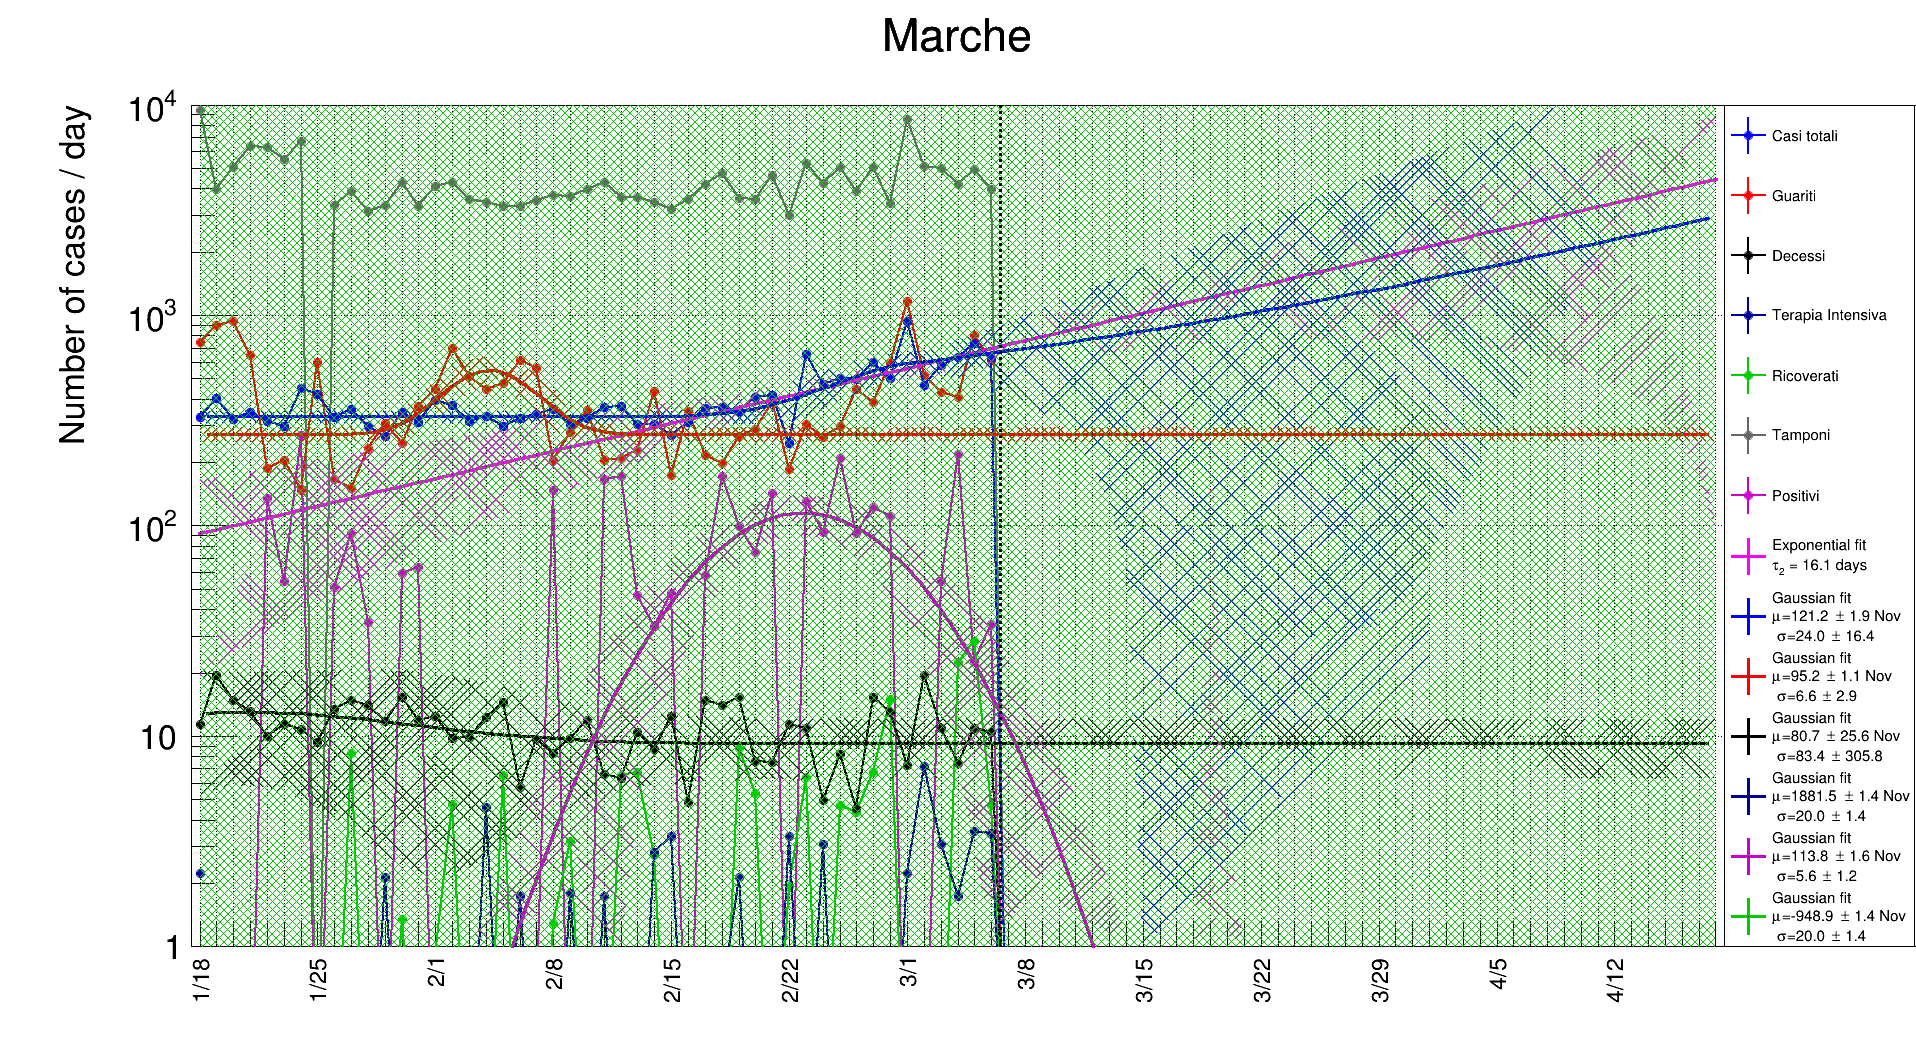 Marche
Number of cases / day
10^4
10^3
10^2
10
1
1/18
1/25
2/1
2/8
2/15
2/22
3/1
3/8
3/15
3/22
3/29
4/5
4/12
Casi totali
Guariti
Decessi
Terapia Intensiva
Ricoverati
Tamponi
Positivi
Exponential fit
τ₂ = 16.1 days
Gaussian fit
μ=121.2 ± 1.9 Nov
σ=24.0 ± 16.4
Gaussian fit
μ=95.2 ± 1.1 Nov
σ=6.6 ± 2.9
Gaussian fit
μ=80.7 ± 25.6 Nov
σ=83.4 ± 305.8
Gaussian fit
μ=1881.5 ± 1.4 Nov
σ=20.0 ± 1.4
Gaussian fit
μ=113.8 ± 1.6 Nov
σ=5.6 ± 1.2
Gaussian fit
μ=-948.9 ± 1.4 Nov
σ=20.0 ± 1.4